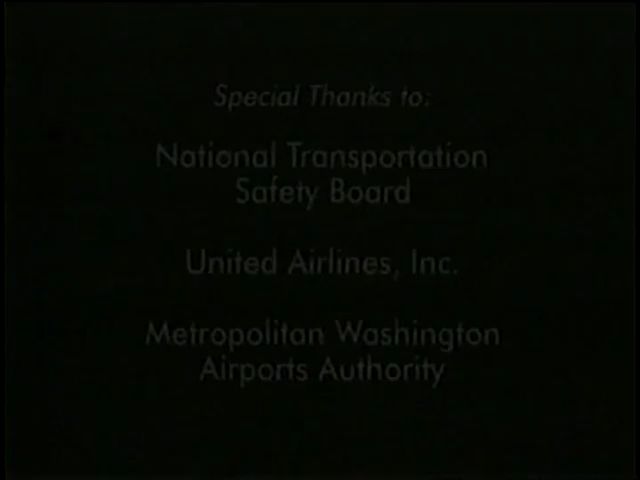 Special Thanks to:
National Transportation
Safety Board
United Airlines, Inc.
Metropolitan Washington
Airports Authority